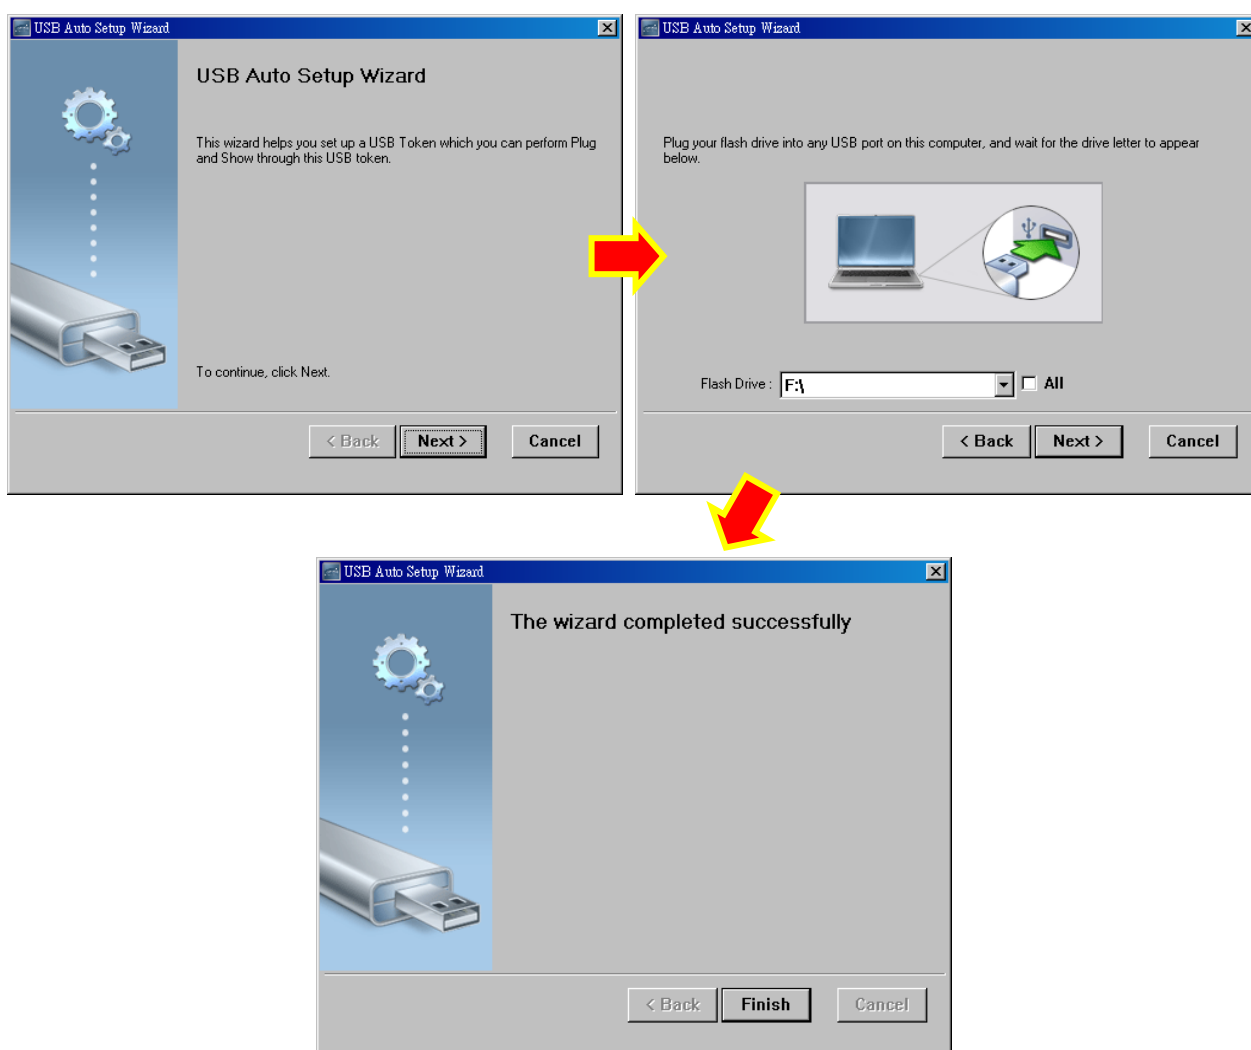 USB Auto Setup Wizard
USB Auto Setup Wizard
This wizard helps you set up a USB Token which you can perform Plug
and Show through this USB token.
To continue, click Next.
< Back
Next >
Cancel
USB Auto Setup Wizard
Plug your flash drive into any USB port on this computer, and wait for the drive letter to appear
below.
Flash Drive : F:\ All
< Back
Next >
Cancel
USB Auto Setup Wizard
The wizard completed successfully
< Back
Finish
Cancel